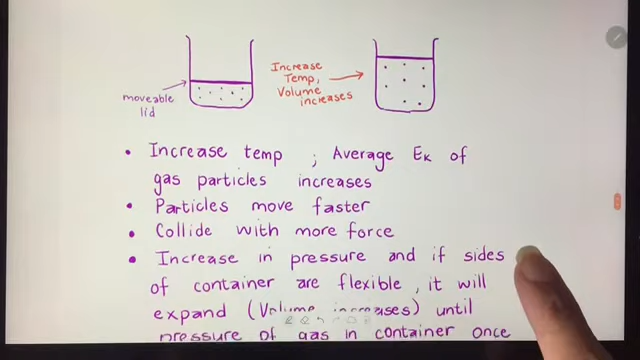 Increase
Temp,
Volume
increases
moveable
lid
• Increase temp ; Average Eₖ of
gas particles increases
• Particles move faster
• Collide with more force
• Increase in pressure and if sides
of container are flexible, it will
expand (Volume increases) until
pressure of gas in container once